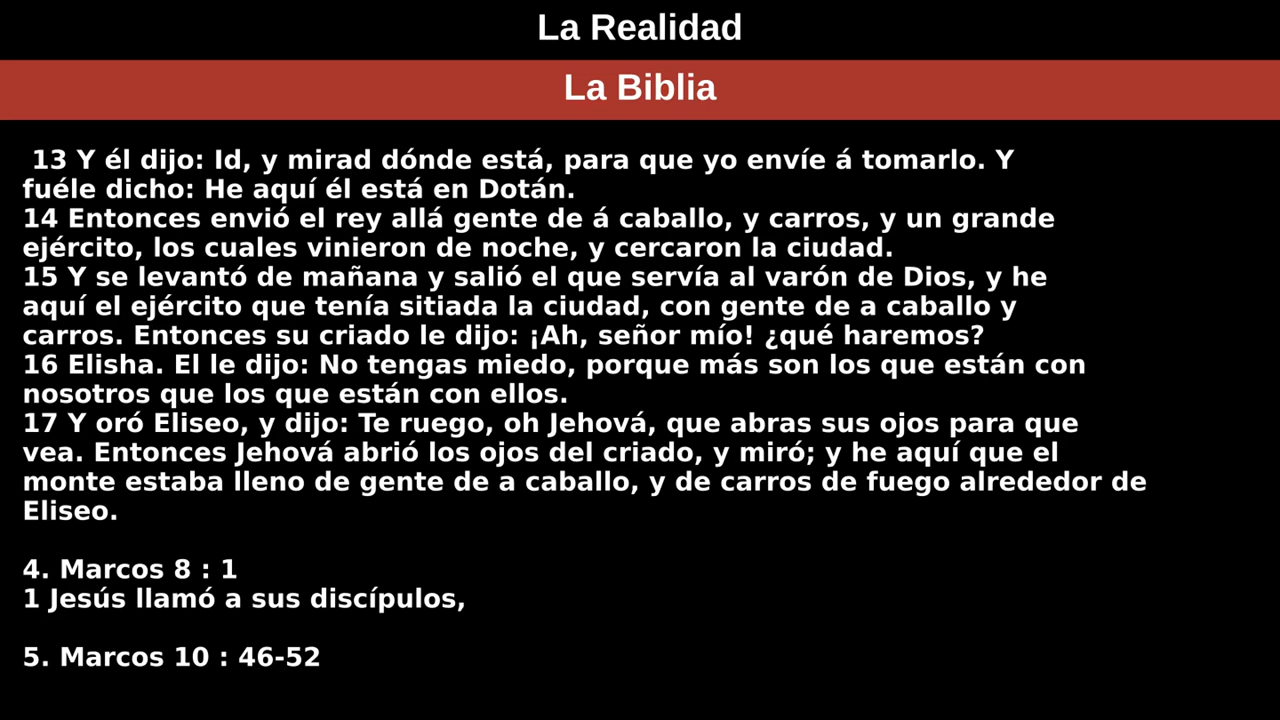 La Realidad
La Biblia
13 Y él dijo: Id, y mirad dónde está, para que yo envíe á tomarlo. Y
fuéle dicho: He aquí él está en Dotán.
14 Entonces envió el rey allá gente de á caballo, y carros, y un grande
ejército, los cuales vinieron de noche, y cercaron la ciudad.
15 Y se levantó de mañana y salió el que servía al varón de Dios, y he
aquí el ejército que tenía sitiada la ciudad, con gente de a caballo y
carros. Entonces su criado le dijo: ¡Ah, señor mío! ¿qué haremos?
16 Elisha. El le dijo: No tengas miedo, porque más son los que están con
nosotros que los que están con ellos.
17 Y oró Eliseo, y dijo: Te ruego, oh Jehová, que abras sus ojos para que
vea. Entonces Jehová abrió los ojos del criado, y miró; y he aquí que el
monte estaba lleno de gente de a caballo, y de carros de fuego alrededor de
Eliseo.
4. Marcos 8 : 1
1 Jesús llamó a sus discípulos,
5. Marcos 10 : 46-52